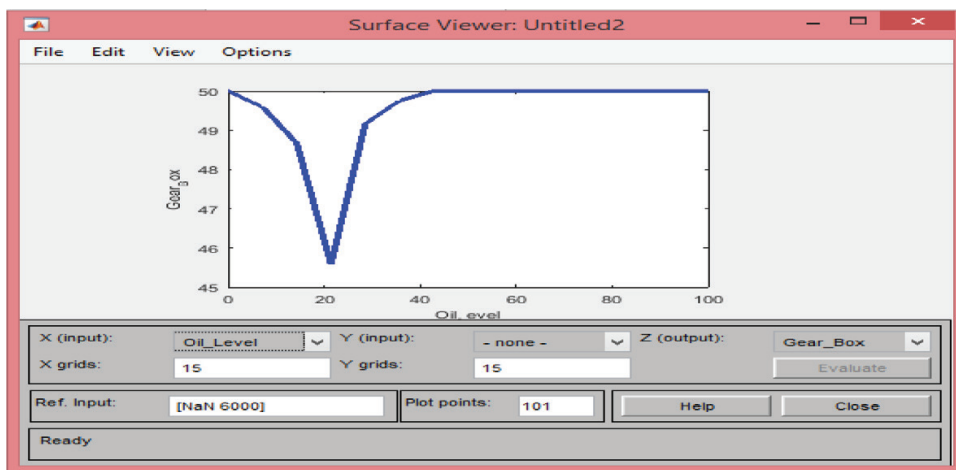 Surface Viewer: Untitled2
File Edit View Options
50
49
48
47
46
45
Gear_Box
0 20 40 60 80 100
Oil_evel
X (input): Oil_Level Y (input): - none - Z (output): Gear_Box
X grids: 15 Y grids: 15 Evaluate
Ref. Input: [NaN 6000] Plot points: 101 Help Close
Ready